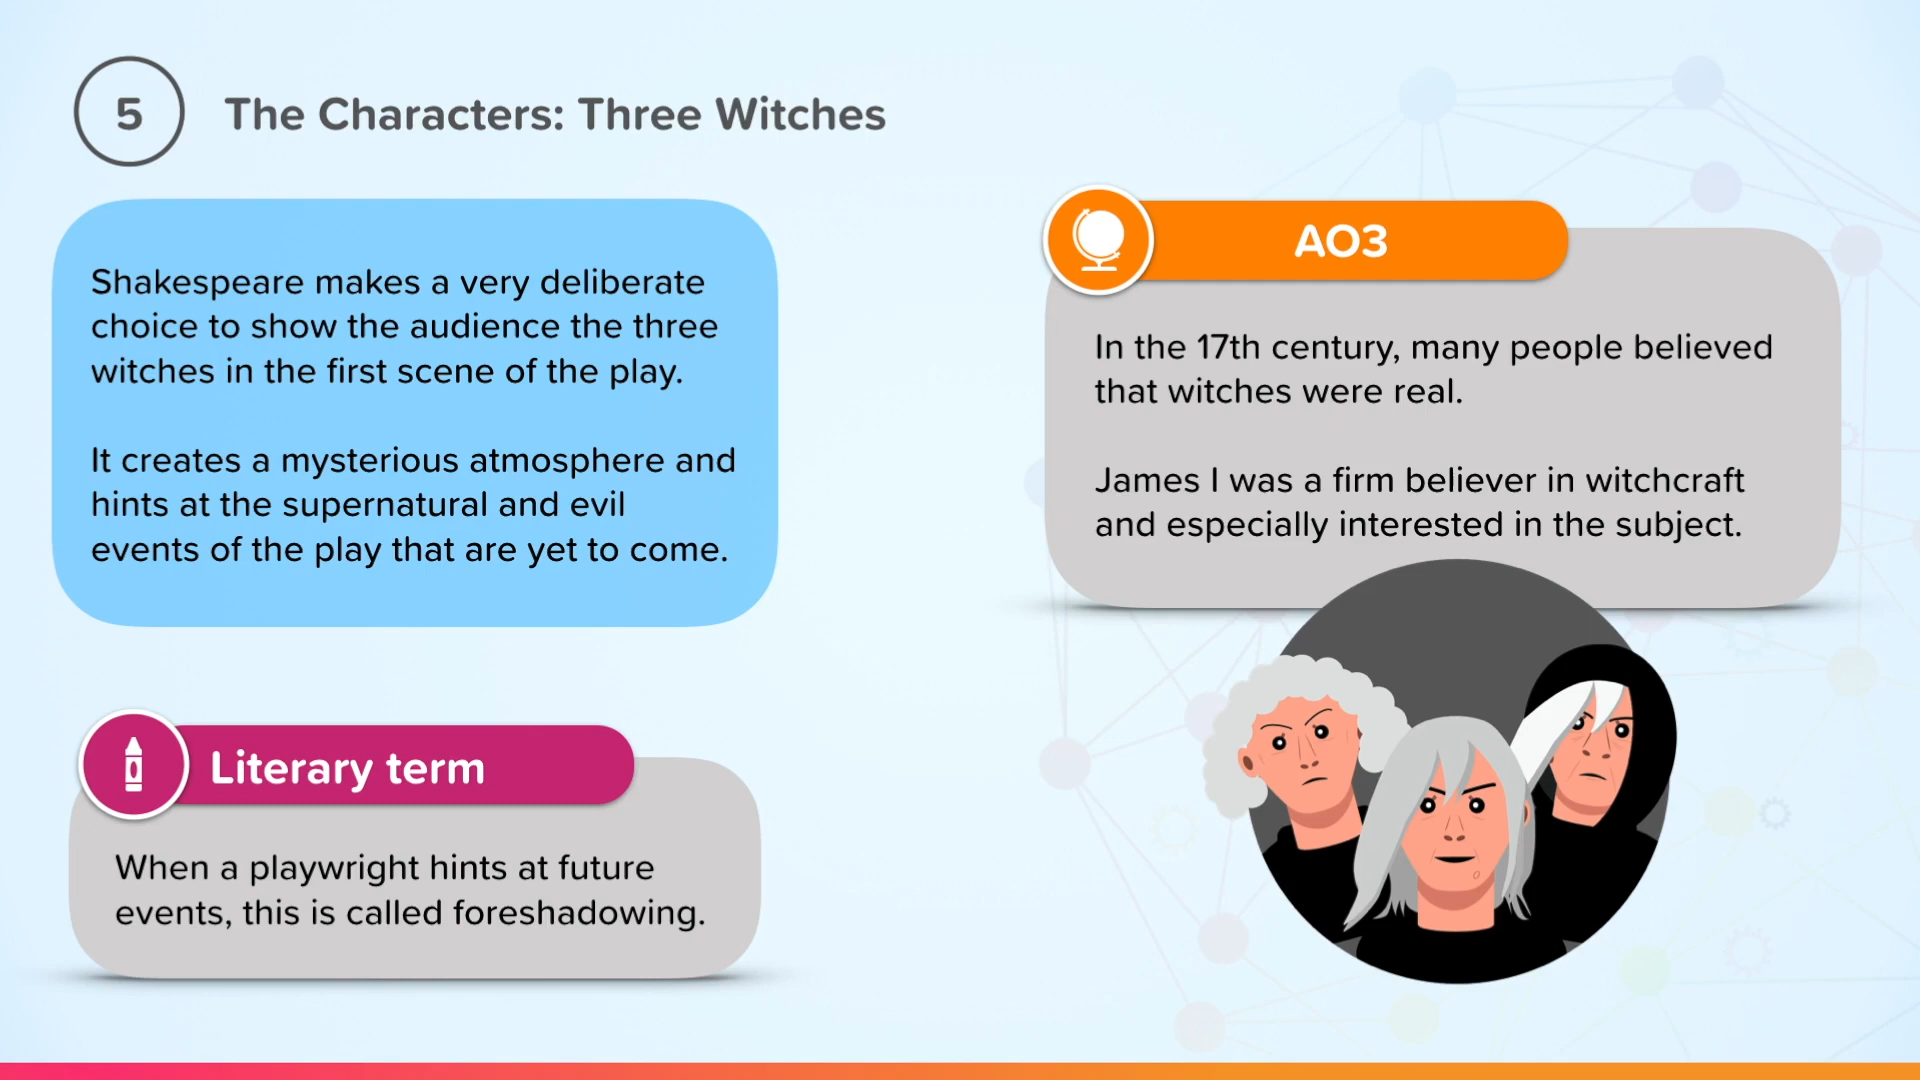 5
The Characters: Three Witches
Shakespeare makes a very deliberate
choice to show the audience the three
witches in the first scene of the play.
It creates a mysterious atmosphere and
hints at the supernatural and evil
events of the play that are yet to come.
Literary term
When a playwright hints at future
events, this is called foreshadowing.
AO3
In the 17th century, many people believed
that witches were real.
James I was a firm believer in witchcraft
and especially interested in the subject.